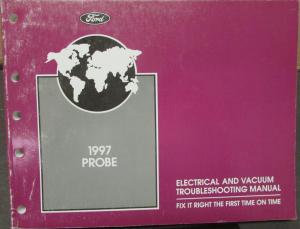 Ford
1997
PROBE
ELECTRICAL AND VACUUM
TROUBLESHOOTING MANUAL
FIX IT RIGHT THE FIRST TIME ON TIME